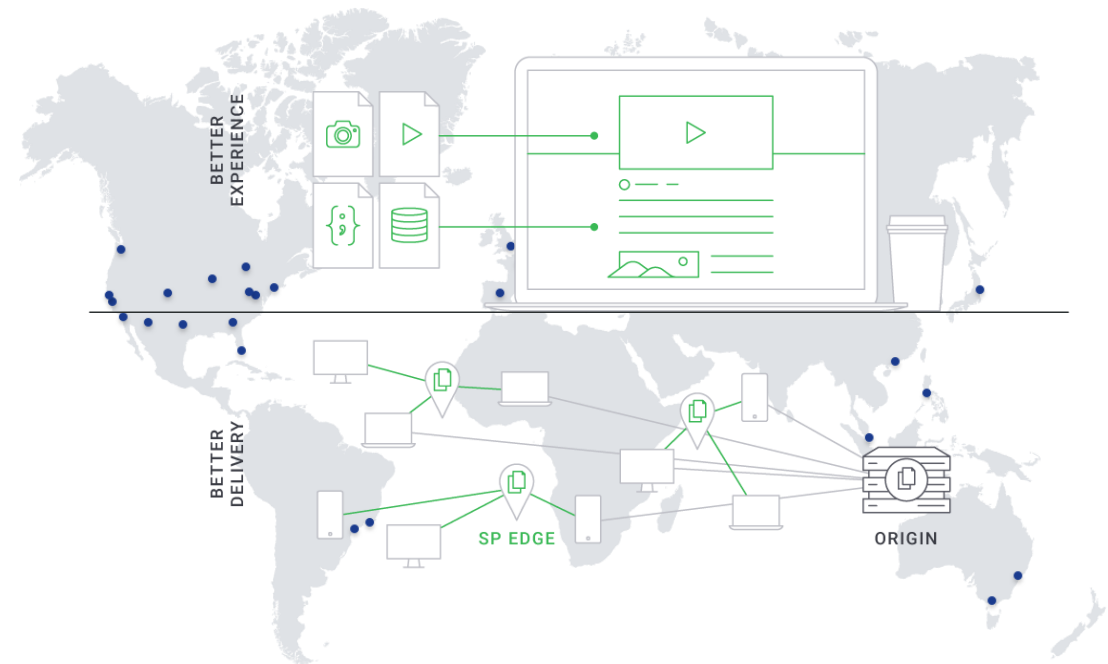 BETTER
EXPERIENCE
BETTER
DELIVERY
SP EDGE
ORIGIN